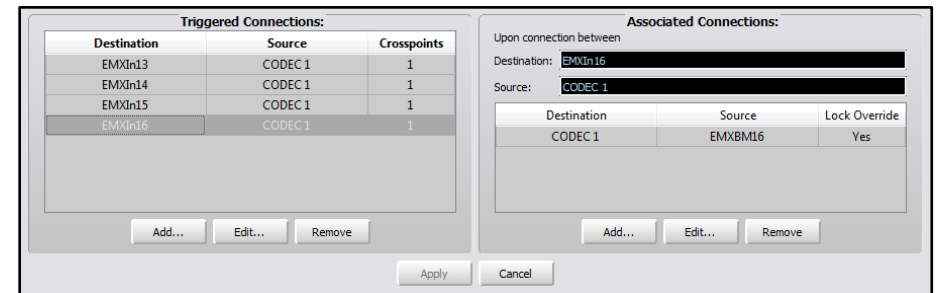 Triggered Connections:
Destination Source Crosspoints
EMXIn13 CODEC 1 1
EMXIn14 CODEC 1 1
EMXIn15 CODEC 1 1
EMXIn16 CODEC 1 1
Add... Edit... Remove
Associated Connections:
Upon connection between
Destination: EMXIn16
Source: CODEC 1
Destination Source Lock Override
CODEC 1 EMXBM16 Yes
Add... Edit... Remove
Apply Cancel